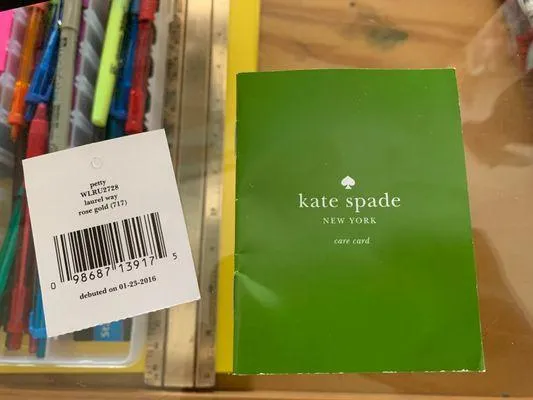 petty
WLRU2728
laurel way
rose gold (717)
0 98687 13917 5
debuted on 01-23-2016
kate spade
NEW YORK
care card